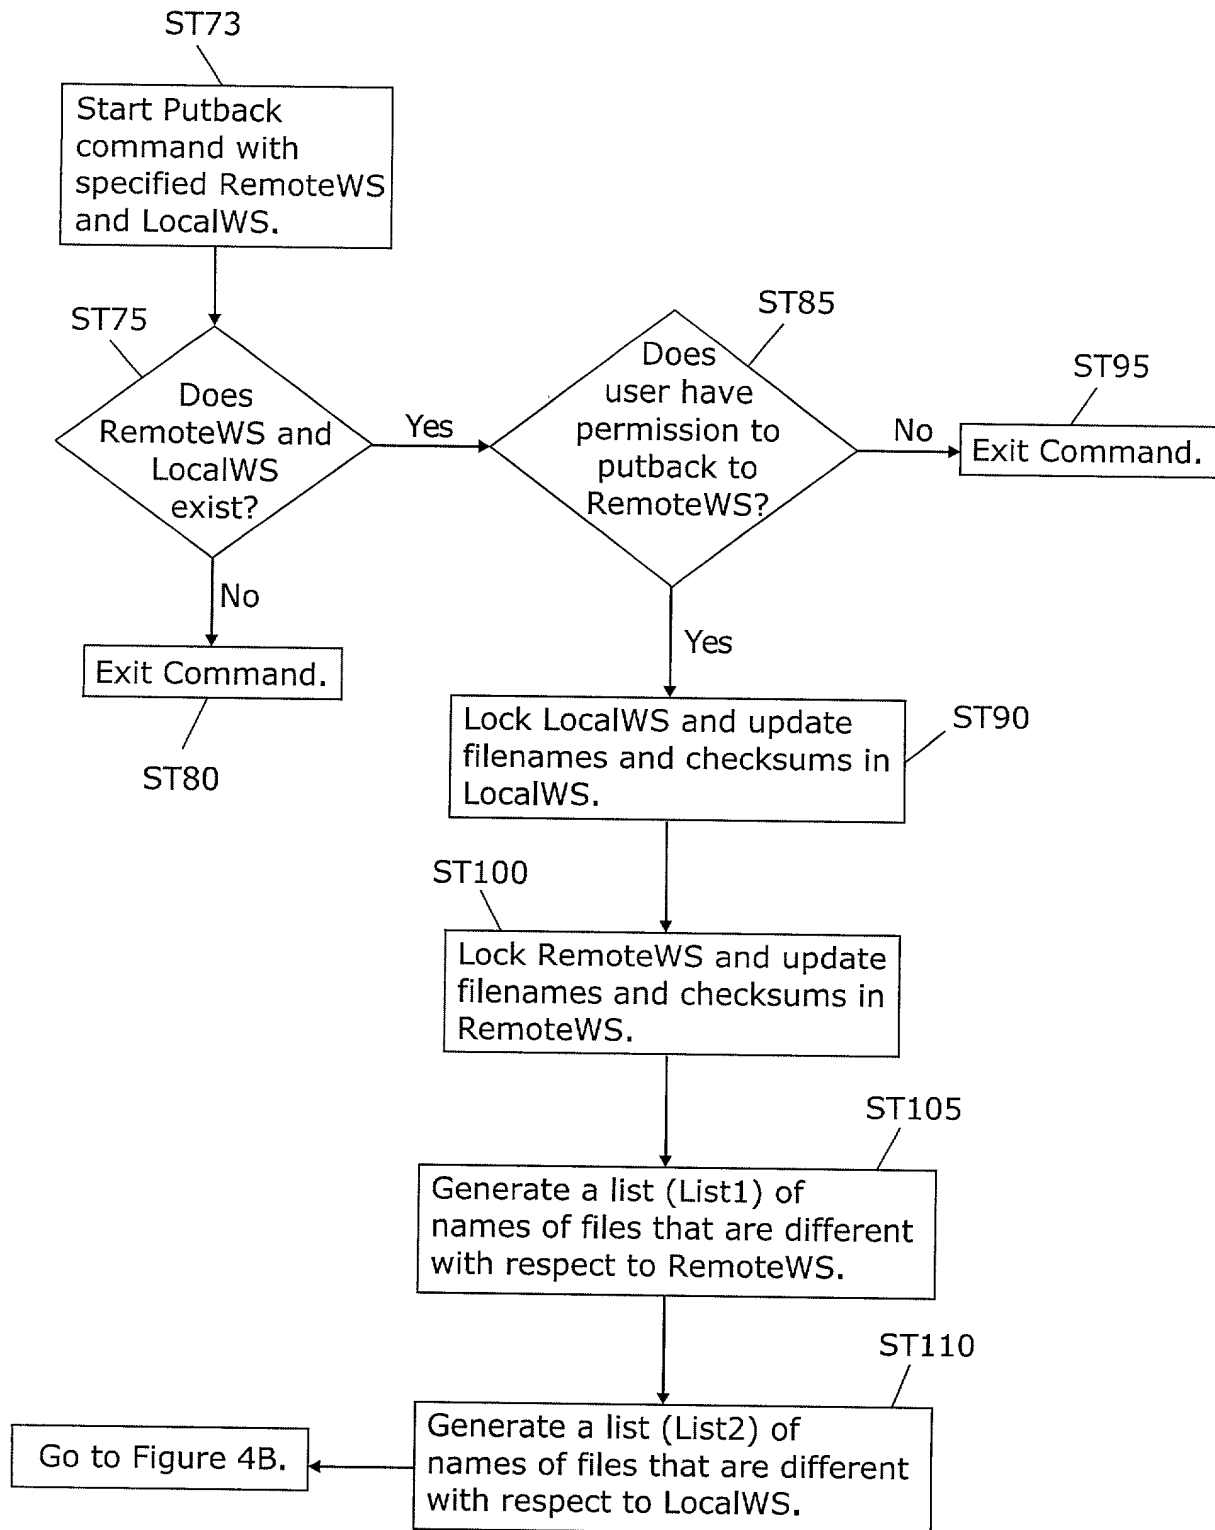 ST73
Start Putback
command with
specified RemoteWS
and LocalWS.
ST75
Does
RemoteWS and
LocalWS
exist?
Yes
No
Exit Command.
ST80
ST85
Does
user have
permission to
putback to
RemoteWS?
No
ST95
Exit Command.
Yes
Lock LocalWS and update
filenames and checksums in
LocalWS.
ST90
ST100
Lock RemoteWS and update
filenames and checksums in
RemoteWS.
ST105
Generate a list (List1) of
names of files that are different
with respect to RemoteWS.
ST110
Generate a list (List2) of
names of files that are different
with respect to LocalWS.
Go to Figure 4B.